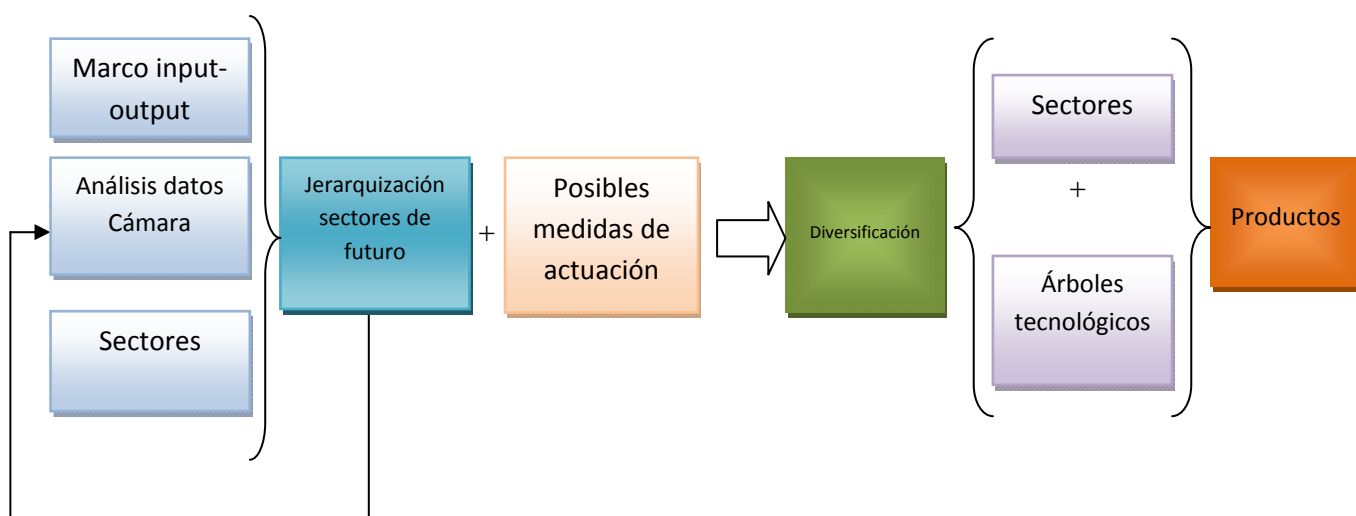 Marco input-
output
Análisis datos
Cámara
Sectores
Jerarquización
sectores de
futuro
+
Posibles
medidas de
actuación
Diversificación
Sectores
+
Árboles
tecnológicos
Productos